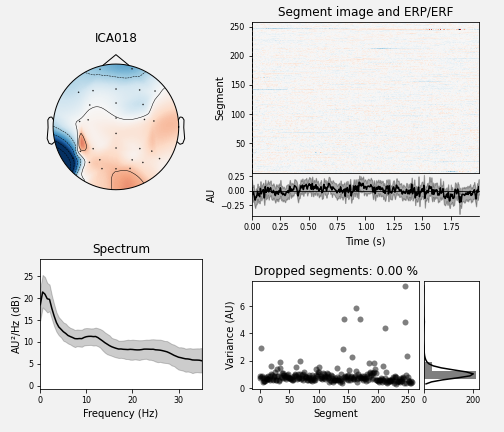 ICA018
Segment image and ERP/ERF
250
200
150
100
50
Segment
0.25
0.00
−0.25
AU
0.00 0.25 0.50 0.75 1.00 1.25 1.50 1.75
Time (s)
Spectrum
25
20
15
10
5
0
AU²/Hz (dB)
0 10 20 30
Frequency (Hz)
Dropped segments: 0.00 %
6
4
2
0
Variance (AU)
0 50 100 150 200 250
Segment
0 200